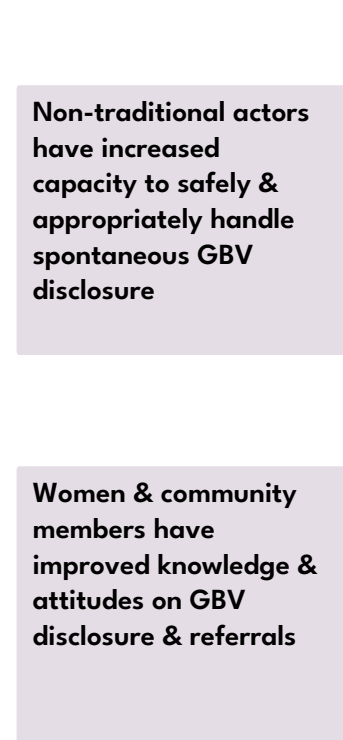 Non-traditional actors
have increased
capacity to safely &
appropriately handle
spontaneous GBV
disclosure
Women & community
members have
improved knowledge &
attitudes on GBV
disclosure & referrals